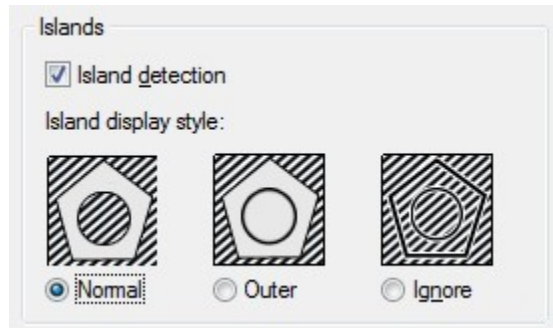 Islands
Island detection
Island display style:
Normal Outer Ignore